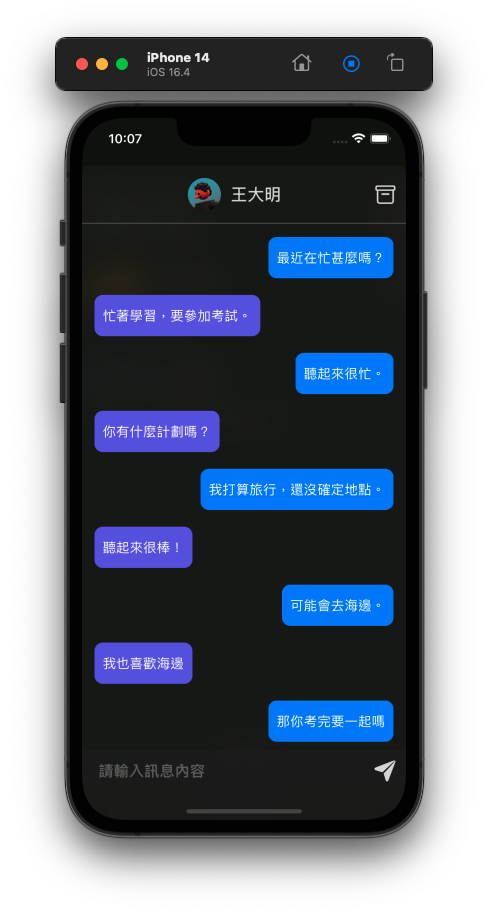 iPhone 14
iOS 16.4
10:07
王大明
最近在忙甚麼嗎？
忙著學習，要參加考試。
聽起來很忙。
你有什麼計劃嗎？
我打算旅行，還沒確定地點。
聽起來很棒！
可能會去海邊。
我也喜歡海邊
那你考完要一起嗎
請輸入訊息內容